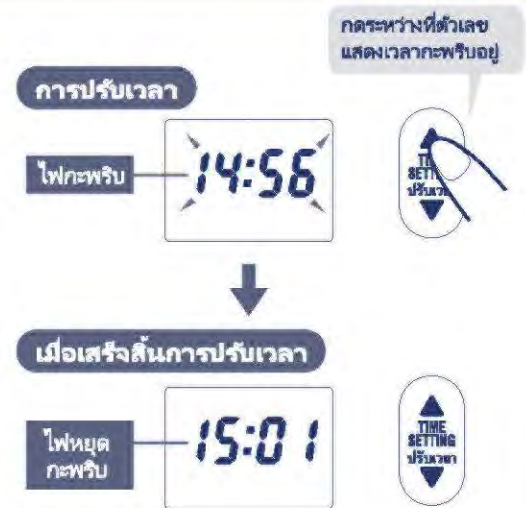 กดระหว่างที่ตัวเลข
แสดงเวลากะพริบอยู่
การปรับเวลา
ไฟกะพริบ
14:56
SETTI
ปรับเว
เมื่อเสร็จสิ้นการปรับเวลา
ไฟหยุด
กะพริบ
15:01
TIME
SETTING
ปรับเวลา